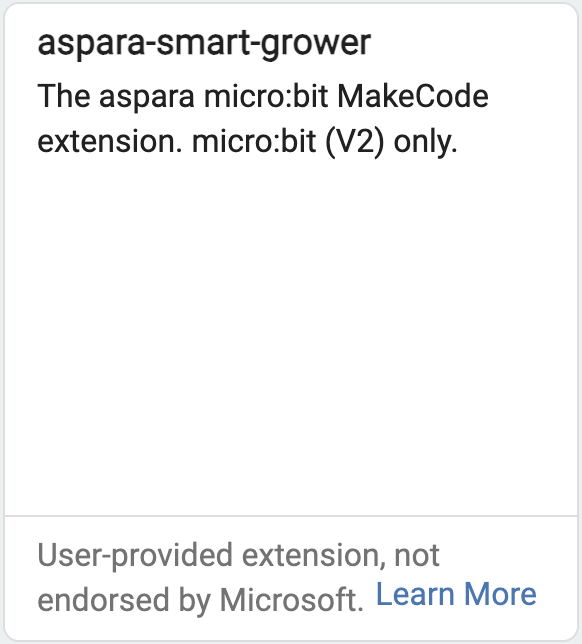 aspara-smart-grower
The aspara micro:bit MakeCode
extension. micro:bit (V2) only.
User-provided extension, not
endorsed by Microsoft. Learn More